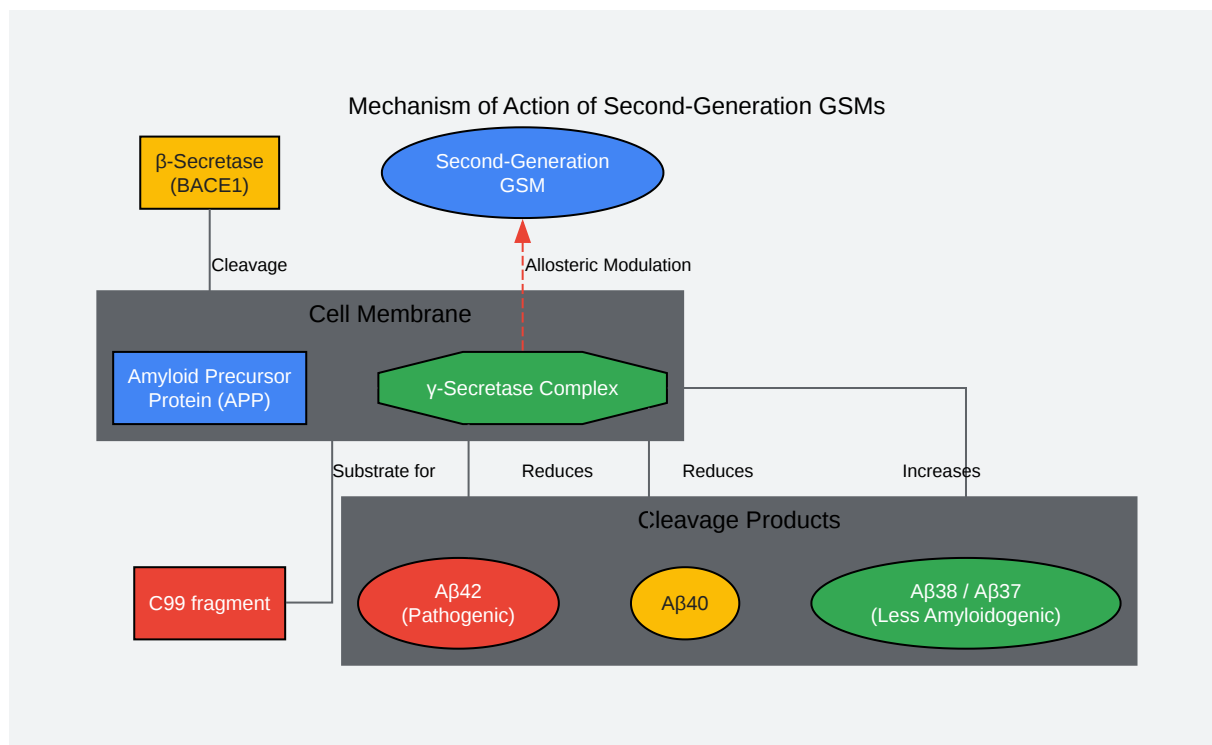 Mechanism of Action of Second-Generation GSMs
β-Secretase
(BACE1)
Second-Generation
GSM
Cleavage
Allosteric Modulation
Cell Membrane
Amyloid Precursor
Protein (APP)
γ-Secretase Complex
Substrate for
Reduces
Reduces
Increases
Cleavage Products
C99 fragment
Aβ42
(Pathogenic)
Aβ40
Aβ38 / Aβ37
(Less Amyloidogenic)